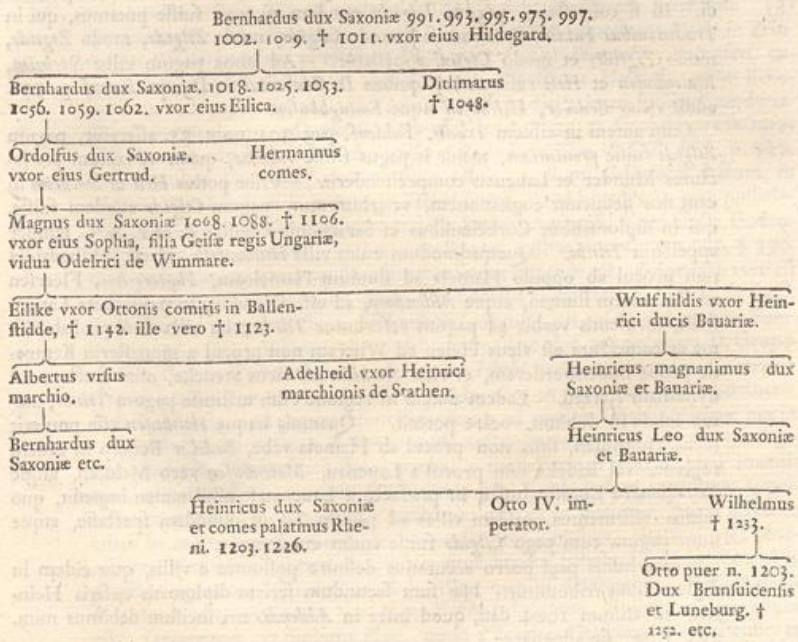 Bernhardus dux Saxoniæ 991. 993. 995. 975. 997.
1002. 1009. † 1011. vxor eius Hildegard.
Bernhardus dux Saxoniæ, 1018. 1025. 1053.
1056. 1059. 1062. vxor eius Eilica.
Dithmarus
† 1048.
Ordolfus dux Saxoniæ.
vxor eius Gertrud.
Hermannus
comes.
Magnus dux Saxoniæ 1068. 1088. † 1106.
vxor eius Sophia, filia Geisæ regis Ungariæ,
vidua Odelrici de Wimmare.
Eilike vxor Ottonis comitis in Ballen-
stidde, † 1142. ille vero † 1123.
Wulfhildis vxor Hein-
rici ducis Bauariæ.
Albertus vrsus
marchio.
Adelheid vxor Heinrici
marchionis de Stathen.
Heinricus magnanimus dux
Saxoniæ et Bauariæ.
Bernhardus dux
Saxoniæ etc.
Heinricus Leo dux Saxoniæ
et Bauariæ.
Heinricus dux Saxoniæ
et comes palatinus Rhe-
ni. 1203. 1226.
Otto IV. im-
perator.
Wilhelmus
† 1233.
Otto puer n. 1203.
Dux Brunsuicensis
et Luneburg. †
1252. etc.